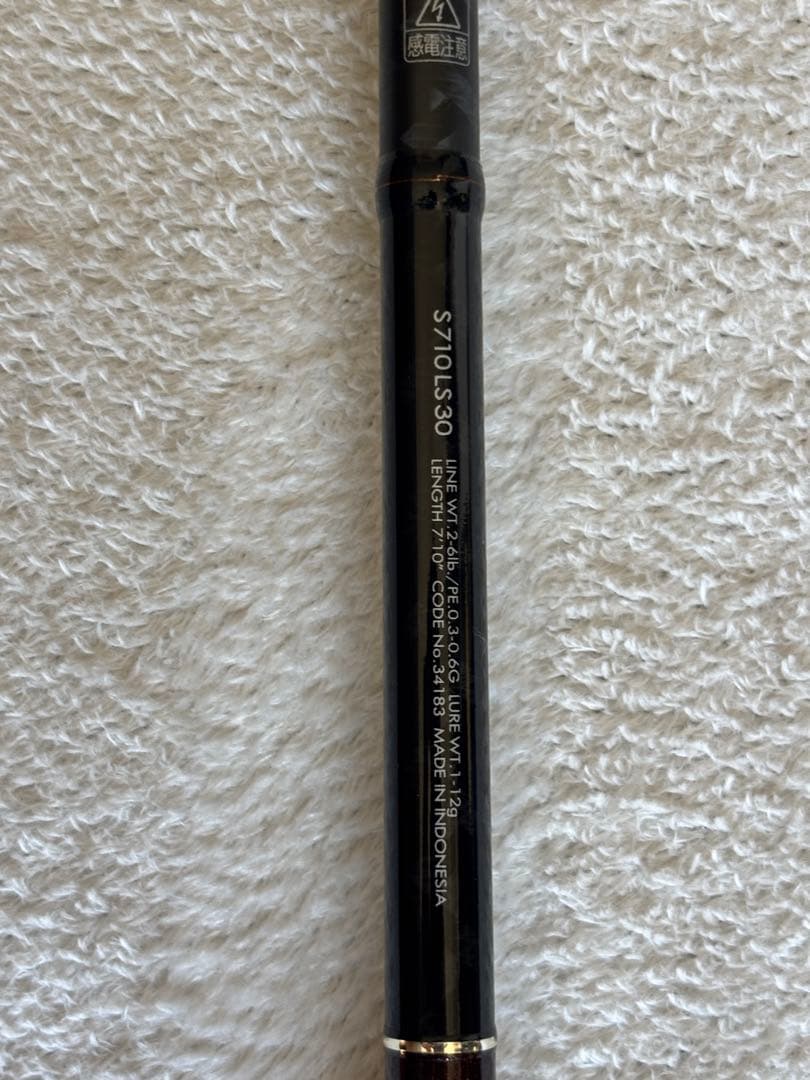 感電注意
S710LS30
LINE WT.2-6lb./PE.0.3-0.6G LURE WT.1-12g
LENGTH 7'10" CODE No.34183 MADE IN INDONESIA